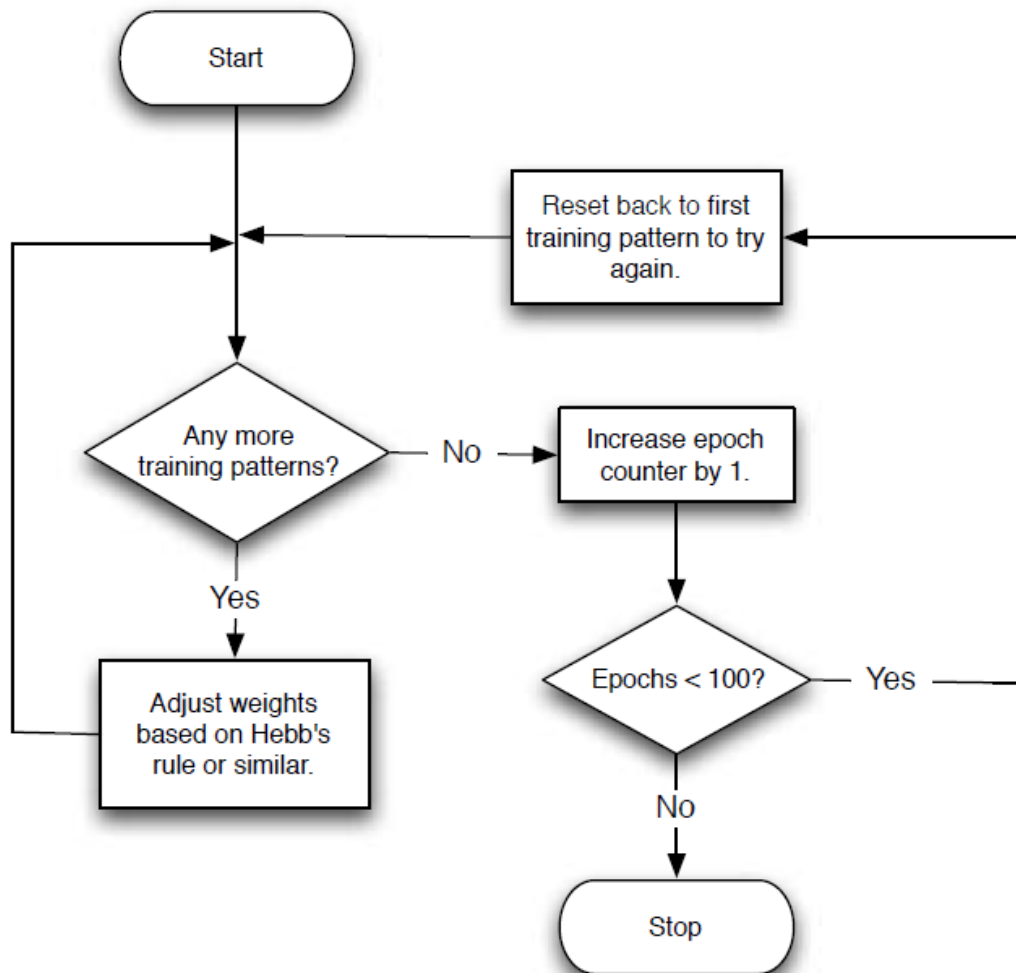 Start
Reset back to first
training pattern to try
again.
Any more
training patterns?
No
Increase epoch
counter by 1.
Yes
Epochs < 100?
Yes
Adjust weights
based on Hebb's
rule or similar.
No
Stop